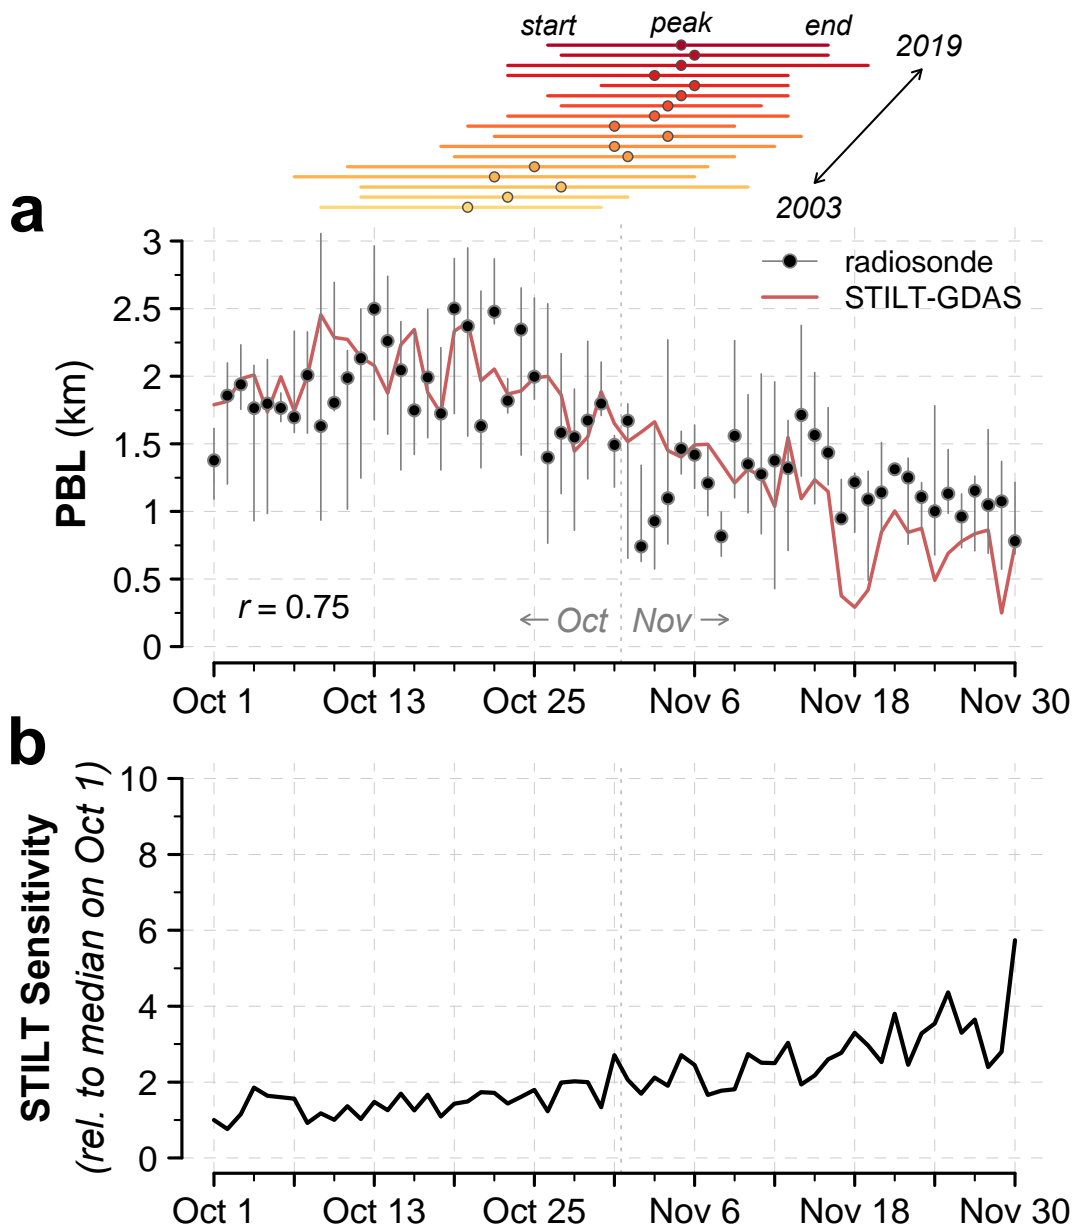 start peak end
2019
2003
a
3
2.5
2
1.5
1
0.5
0
PBL (km)
radiosonde
STILT-GDAS
r = 0.75
← Oct Nov →
Oct 1 Oct 13 Oct 25 Nov 6 Nov 18 Nov 30
b
10
8
6
4
2
0
STILT Sensitivity
(rel. to median on Oct 1)
Oct 1 Oct 13 Oct 25 Nov 6 Nov 18 Nov 30